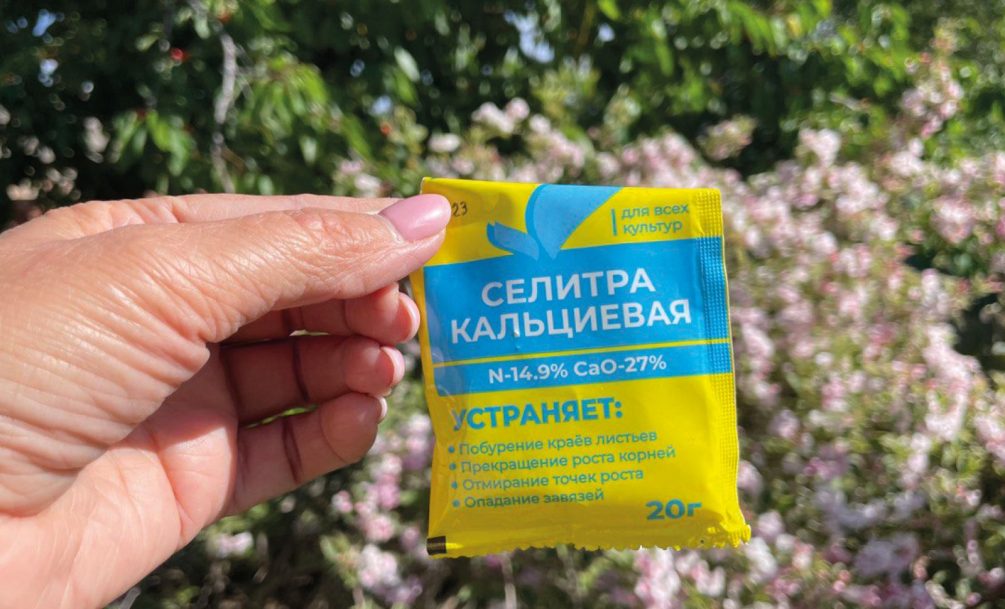 23
для всех
культур
СЕЛИТРА
КАЛЬЦИЕВАЯ
N-14.9% CaO-27%
УСТРАНЯЕТ:
• Побурение краёв листьев
• Прекращение роста корней
• Отмирание точек роста
• Опадание завязей
20г